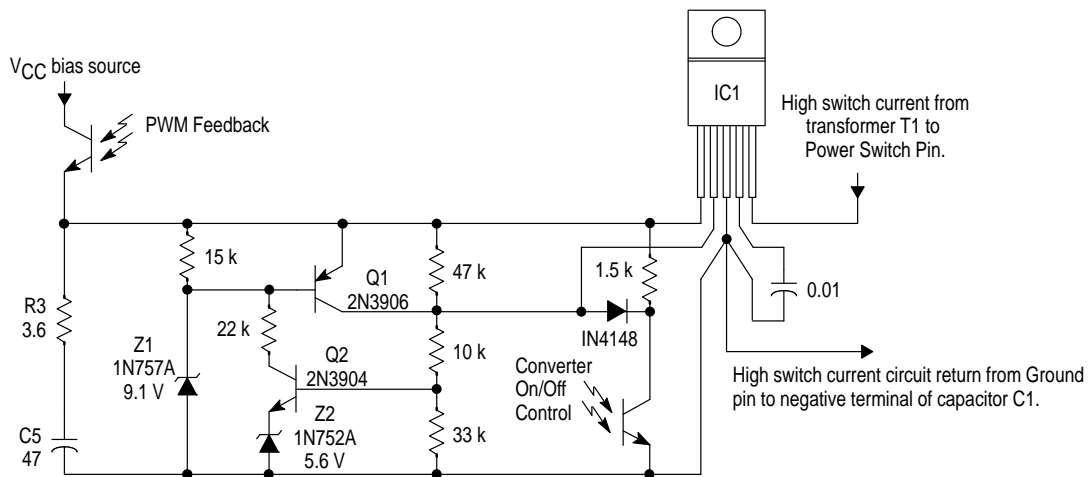 VCC bias source
PWM Feedback
IC1
High switch current from
transformer T1 to
Power Switch Pin.
15 k
Q1
2N3906
47 k
1.5 k
0.01
R3
3.6
22 k
Z1
1N757A
9.1 V
Q2
2N3904
10 k
IN4148
Converter
On/Off
Control
High switch current circuit return from Ground
pin to negative terminal of capacitor C1.
Z2
1N752A
5.6 V
33 k
C5
47